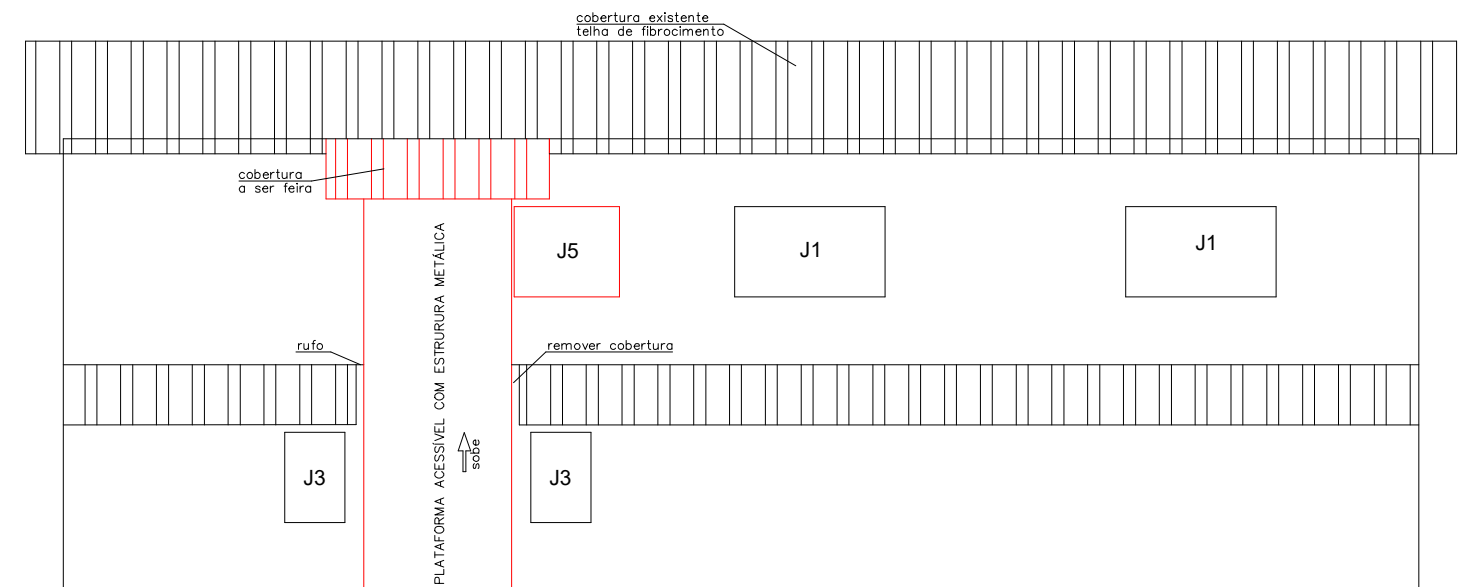 cobertura existente
telha de fibrocimento
cobertura
a ser feira
J5
J1
J1
rufo
remover cobertura
PLATAFORMA ACESSÍVEL COM ESTRURURA METÁLICA
sobe
J3
J3